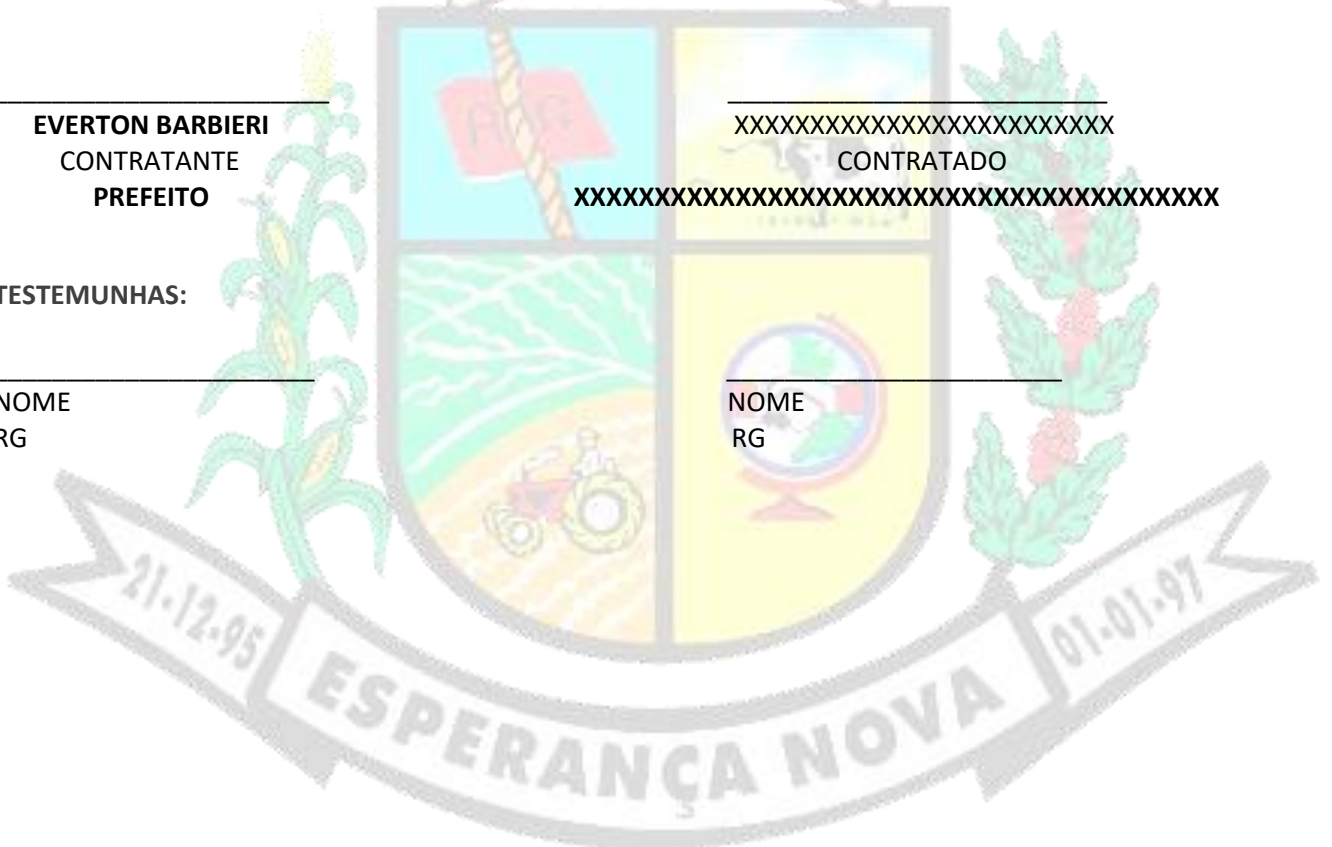 EVERTON BARBIERI
CONTRATANTE
PREFEITO
XXXXXXXXXXXXXXXXXXXXXXXXX
CONTRATADO
XXXXXXXXXXXXXXXXXXXXXXXXXXXXXXXXXXXXXXXX
TESTEMUNHAS:
NOME
RG
NOME
RG
21-12-95
ESPERANÇA NOVA
01-01-97